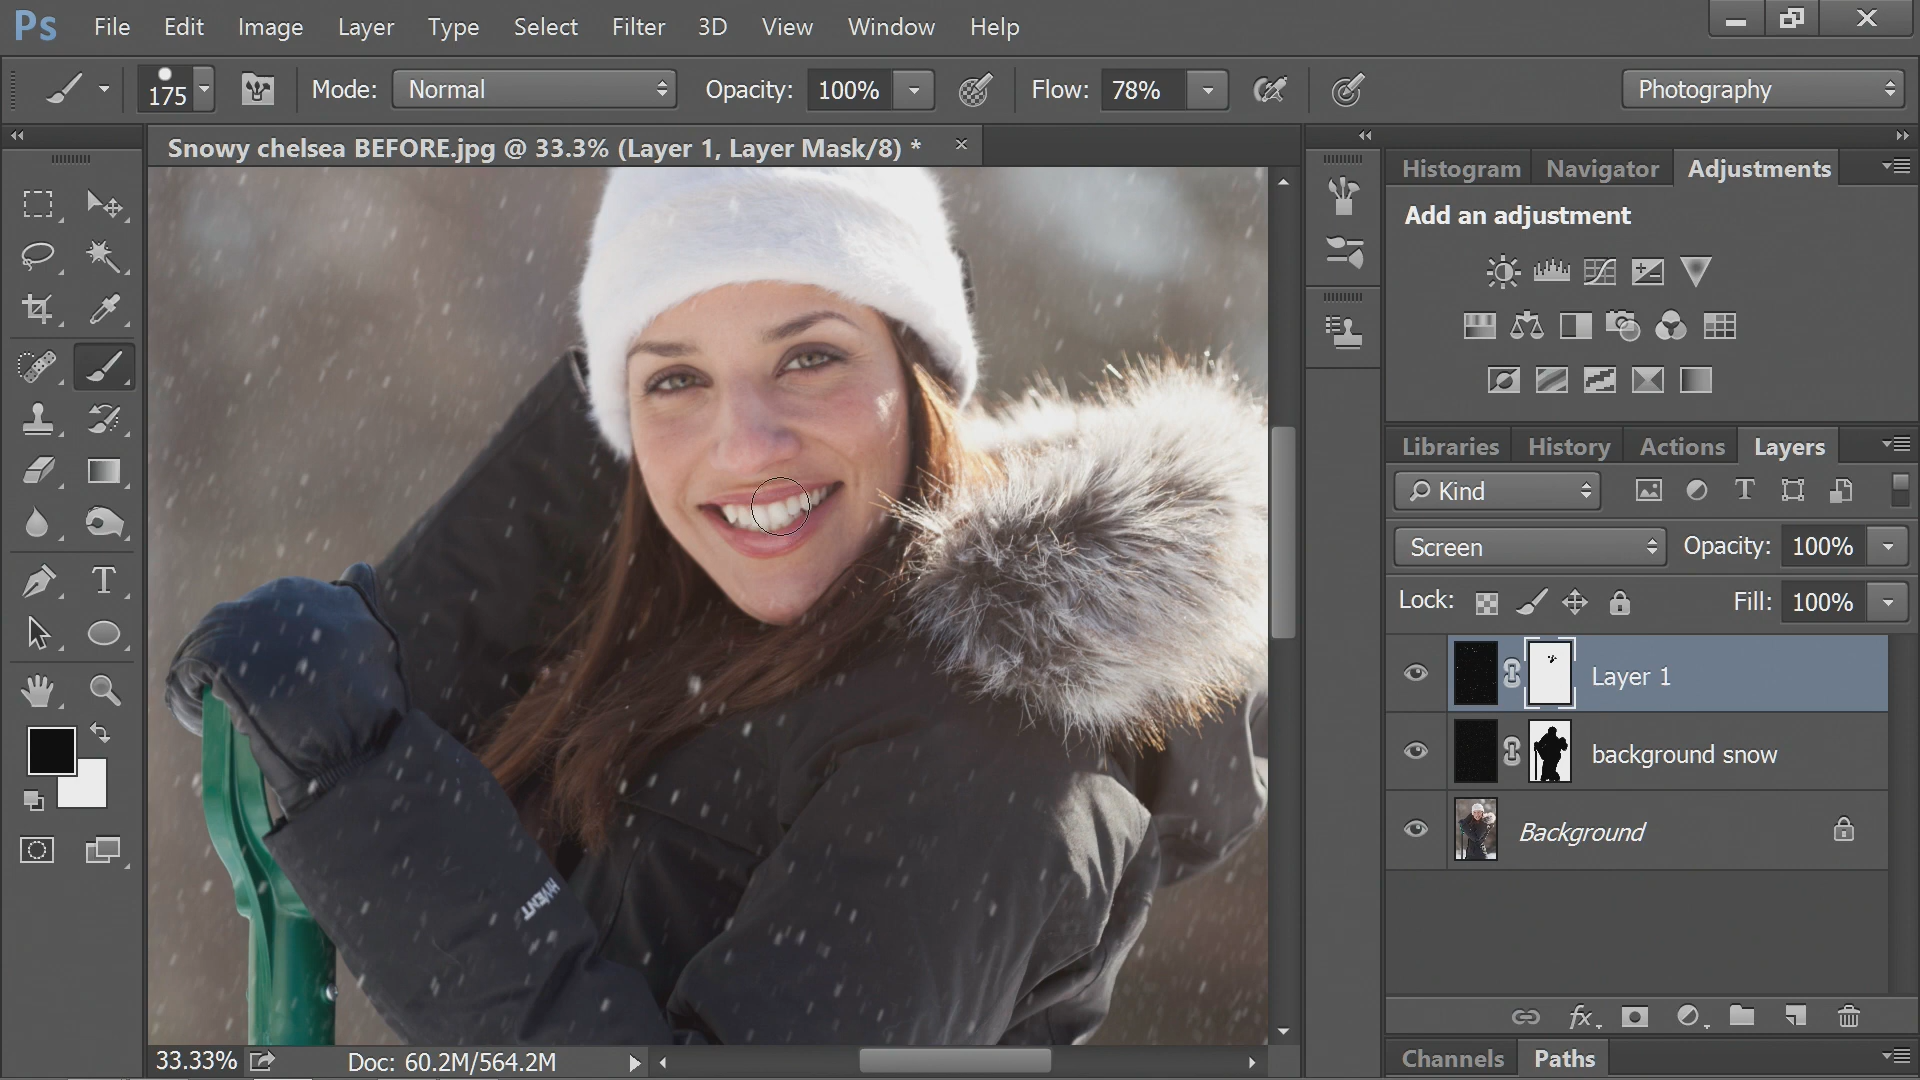 Ps File Edit Image Layer Type Select Filter 3D View Window Help
175 Mode: Normal Opacity: 100% Flow: 78% Photography
Snowy chelsea BEFORE.jpg @ 33.3% (Layer 1, Layer Mask/8) *
Histogram Navigator Adjustments
Add an adjustment
Libraries History Actions Layers
Kind
Screen Opacity: 100%
Lock: Fill: 100%
Layer 1
background snow
Background
HyVENT
33.33% Doc: 60.2M/564.2M
Channels Paths